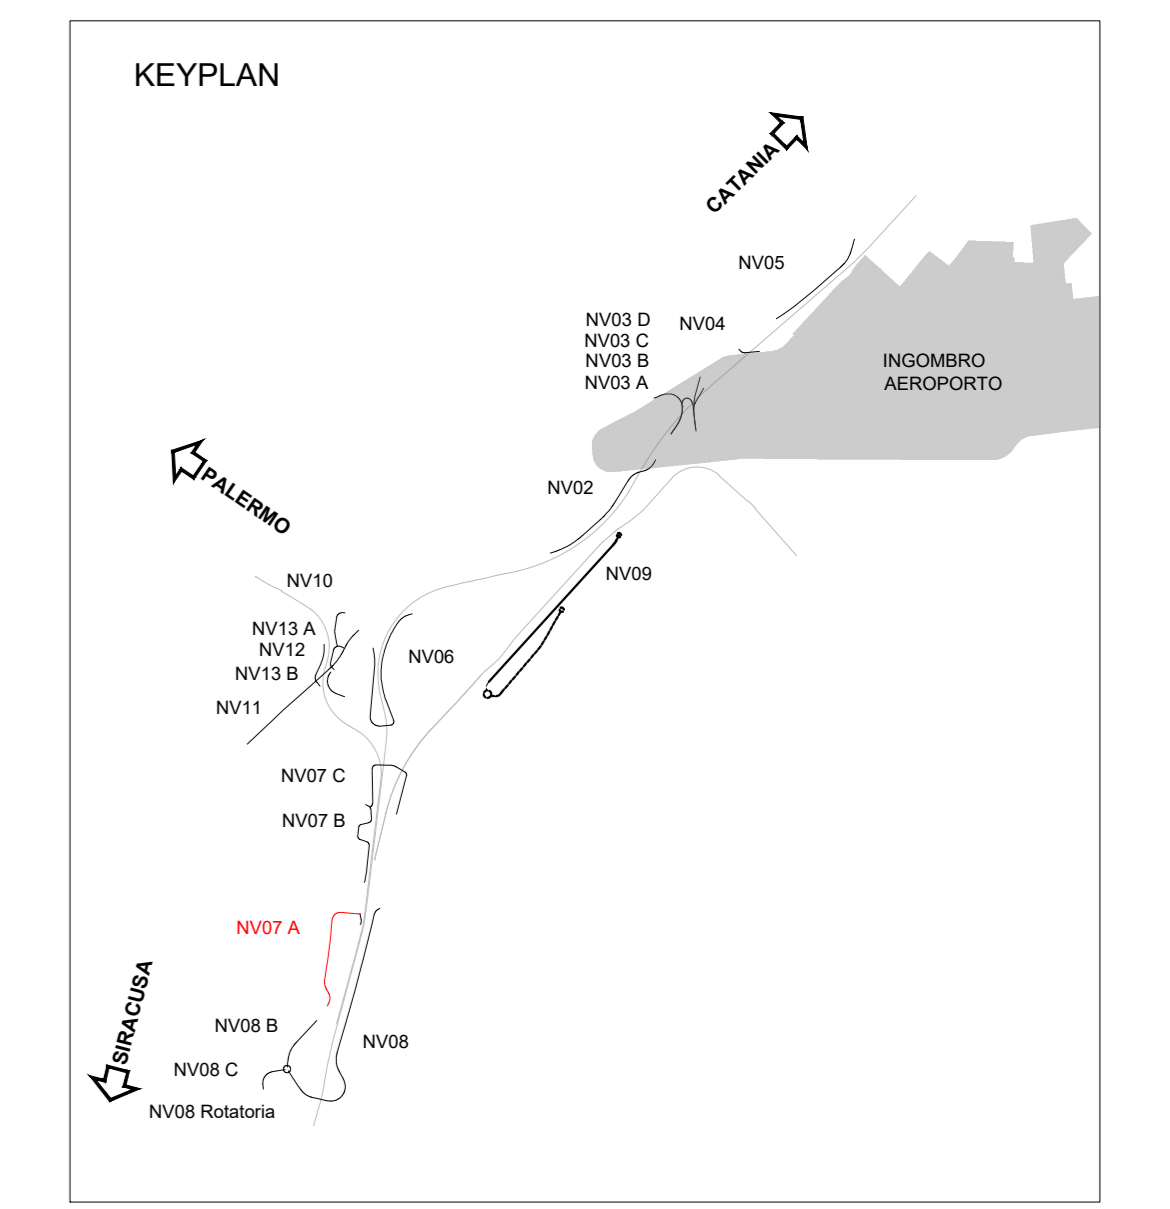 KEYPLAN
CATANIA
NV05
NV03 D
NV04
NV03 C
NV03 B
NV03 A
INGOMBRO
AEROPORTO
PALERMO
NV02
NV09
NV10
NV13 A
NV12
NV13 B
NV06
NV11
NV07 C
NV07 B
NV07 A
SIRACUSA
NV08 B
NV08
NV08 C
NV08 Rotatoria